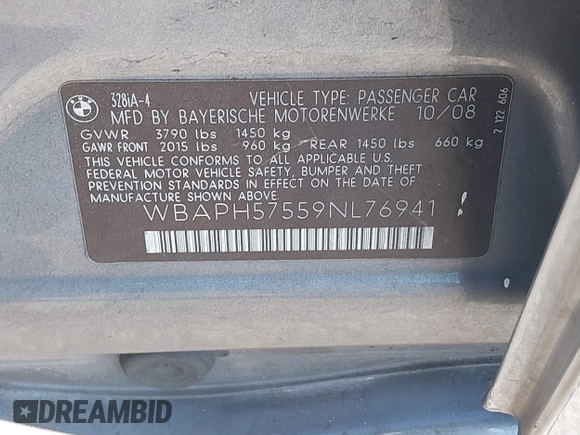 BMW
328iA-4
VEHICLE TYPE: PASSENGER CAR
MFD BY BAYERISCHE MOTORENWERKE 10/08
GVWR 3790 lbs 1450 kg
GAWR FRONT 2015 lbs 960 kg REAR 1450 lbs 660 kg
THIS VEHICLE CONFORMS TO ALL APPLICABLE U.S.
FEDERAL MOTOR VEHICLE SAFETY, BUMPER AND THEFT
PREVENTION STANDARDS IN EFFECT ON THE DATE
OF MANUFACTURE SHOWN ABOVE.
WBAPH57559NL76941
2 122 606
DREAMBID